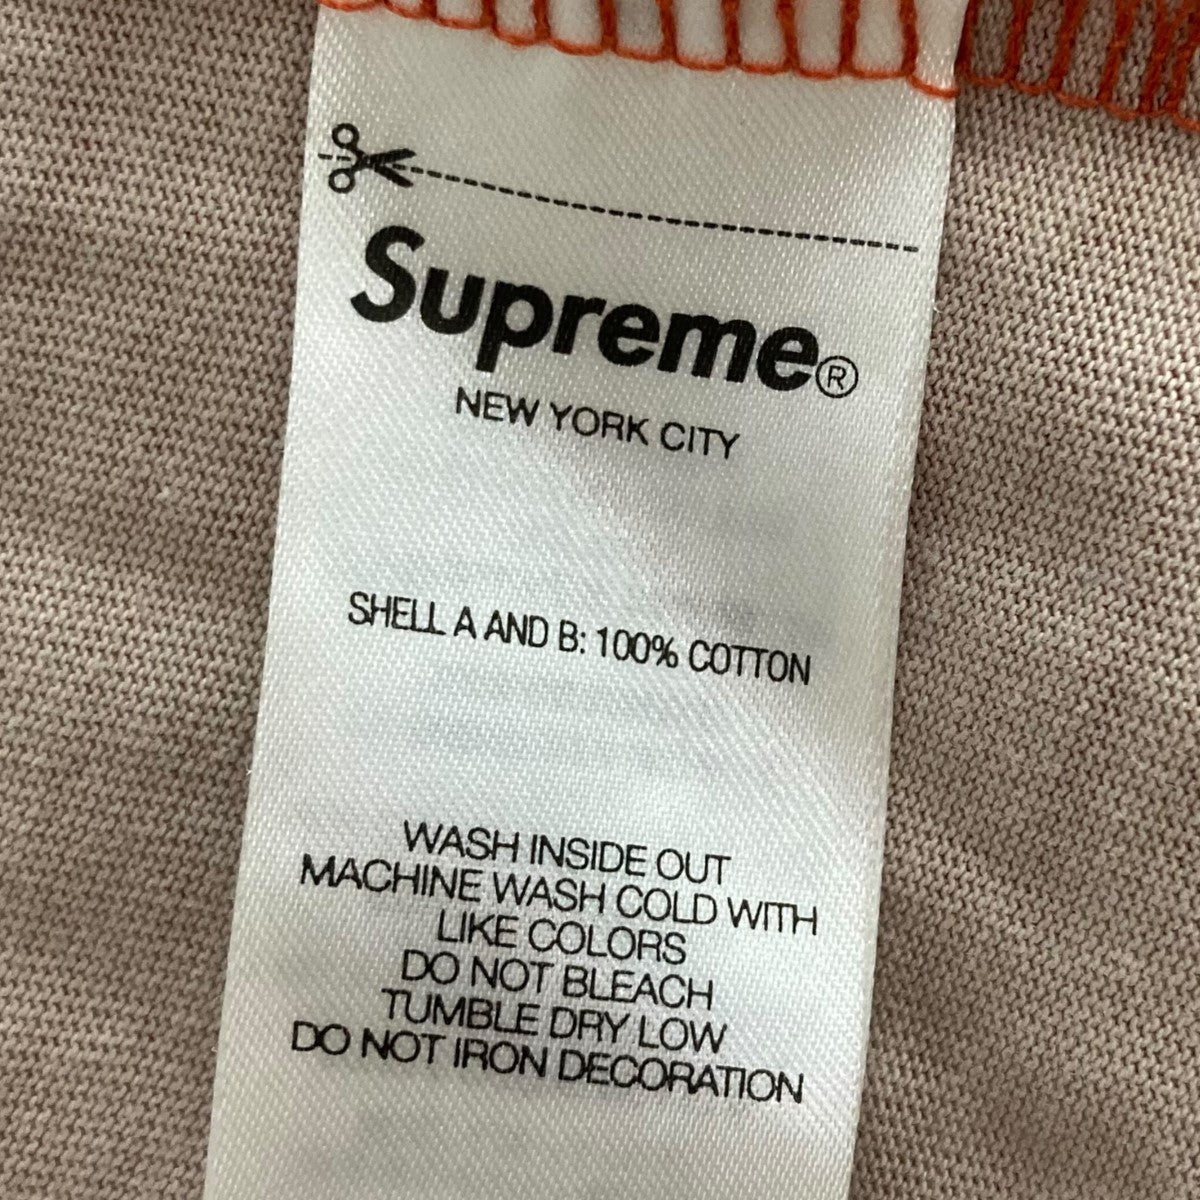 Supreme®
NEW YORK CITY
SHELL A AND B: 100% COTTON
WASH INSIDE OUT
MACHINE WASH COLD WITH
LIKE COLORS
DO NOT BLEACH
TUMBLE DRY LOW
DO NOT IRON DECORATION